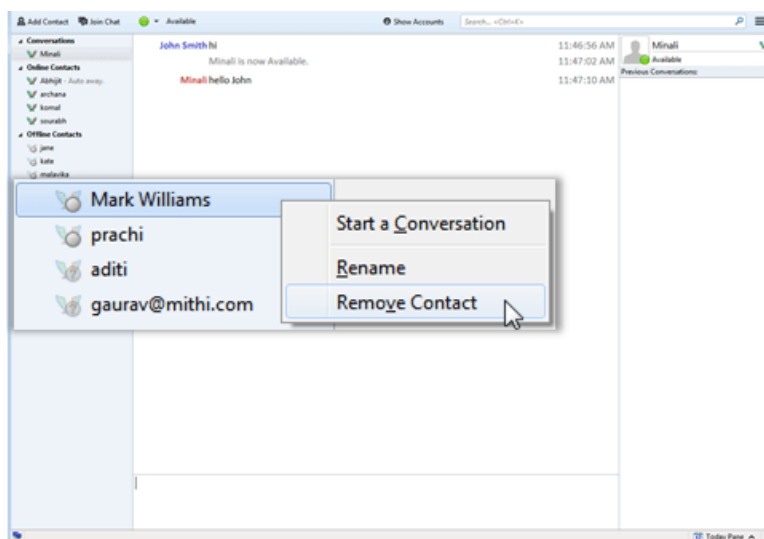 Add Contact Join Chat Available Show Accounts Search... <Ctrl+K>
Conversations
Minali
Online Contacts
Abhijit - Auto away.
archana
komal
sourabh
Offline Contacts
jane
kate
malavika
John Smith hi 11:46:56 AM
Minali is now Available. 11:47:02 AM
Minali hello John 11:47:10 AM
Minali
Available
Previous Conversations:
Mark Williams
prachi
aditi
gaurav@mithi.com
Start a Conversation
Rename
Remove Contact
Today Pane